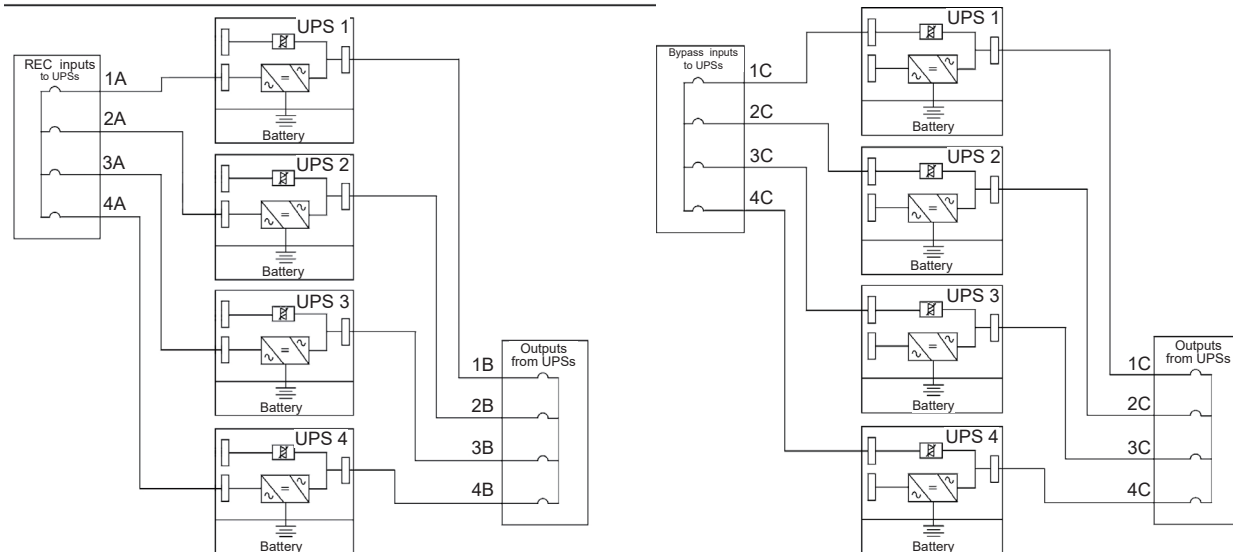 UPS 1
REC inputs
to UPSs
1A
2A
3A
4A
=
Battery
UPS 2
=
Battery
UPS 3
=
Battery
UPS 4
=
Battery
Outputs
from UPSs
1B
2B
3B
4B
UPS 1
Bypass inputs
to UPSs
1C
2C
3C
4C
=
Battery
UPS 2
=
Battery
UPS 3
=
Battery
UPS 4
=
Battery
Outputs
from UPSs
1C
2C
3C
4C